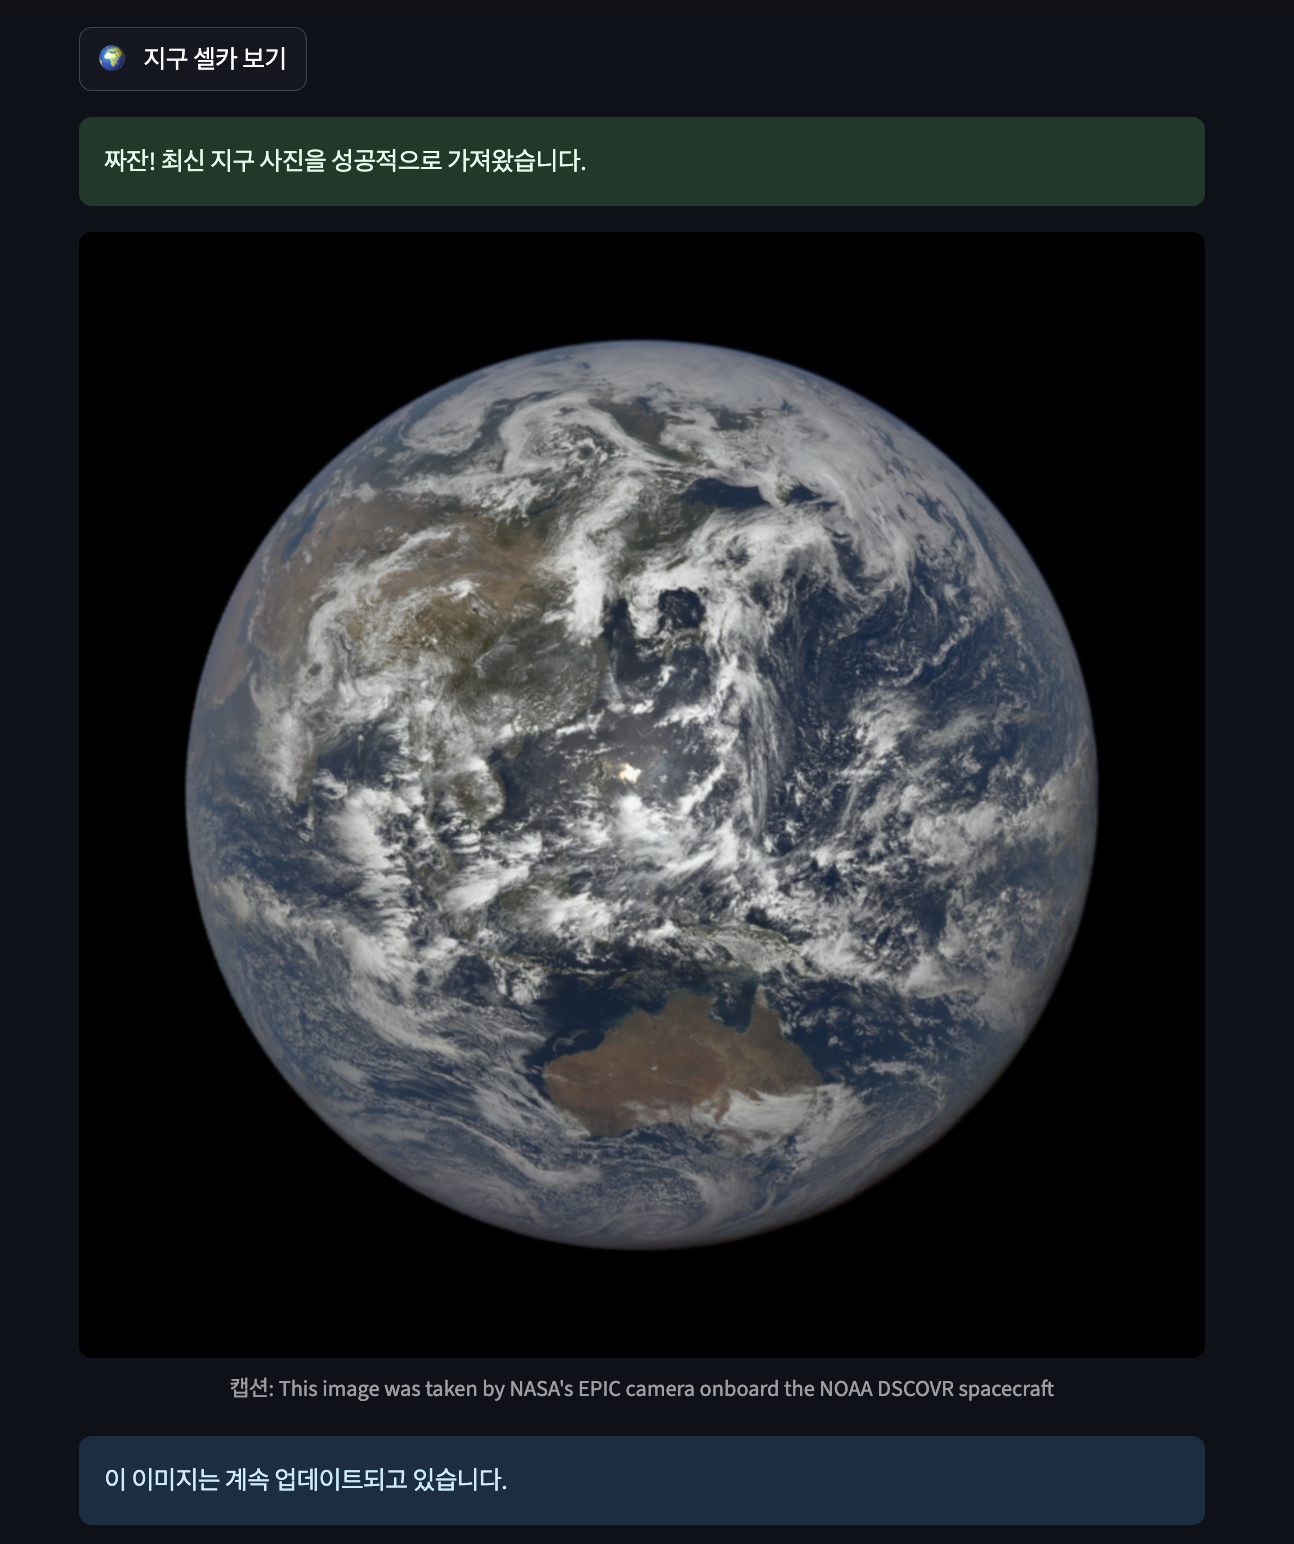 지구 셀카 보기
짜잔! 최신 지구 사진을 성공적으로 가져왔습니다.
캡션: This image was taken by NASA's EPIC camera onboard the NOAA DSCOVR spacecraft
이 이미지는 계속 업데이트되고 있습니다.